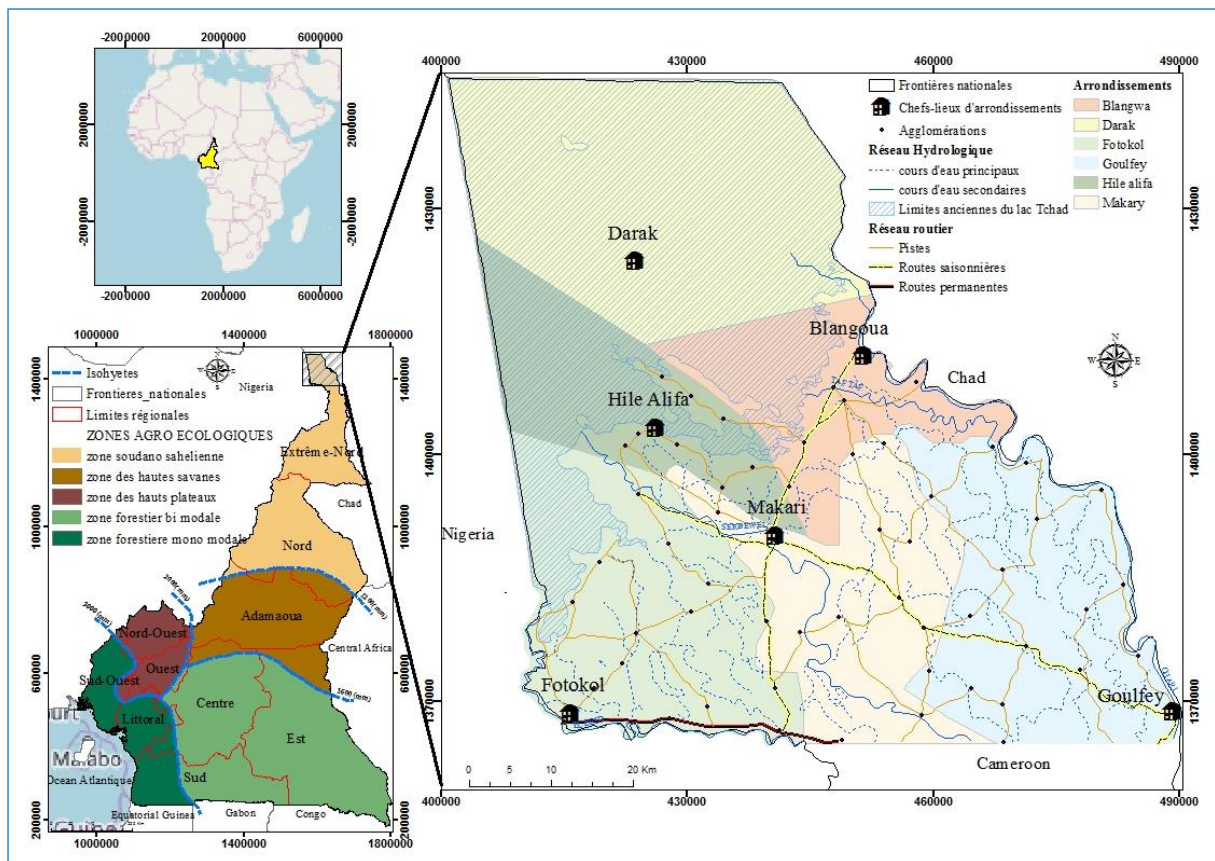 -2000000 2000000 6000000
2000000 2000000
-2000000 -2000000
-2000000 2000000 6000000
1000000 1400000 1800000
Isohyetes
Frontieres_nationales
Limites régionales
ZONES AGRO ECOLOGIQUES
zone soudano sahelienne
zone des hautes savanes
zone des hauts plateaux
zone forestier bi modale
zone forestiere mono modale
Nigeria
Extrême-Nord
Chad
Nord
Adamaoua
Central Africa
Nord-Ouest
Ouest
Sud-Ouest
Centre
Littoral
Est
Sud
Malabo
Ocean Atlantique
Equatorial Guinea
Gabon
Congo
1600 (mm)
1400000 1400000
1000000 1000000
600000 600000
200000 200000
1000000 1400000 1800000
400000 430000 460000 490000
Frontières nationales
Chefs-lieux d'arrondissements
Agglomérations
Réseau Hydrologique
cours d'eau principaux
cours d'eau secondaires
Limites anciennes du lac Tchad
Réseau routier
Pistes
Routes saisonnières
Routes permanentes
Arrondissements
Blangwa
Darak
Fotokol
Goulfey
Hile alifa
Makary
N
W E
S
Darak
Blangoua
TAFTAF
Chad
Hile Alifa
Makari
SERBEWEL
Nigeria
Fotokol
Goulfey
Cameroon
0 5 10 20 Km
1430000 1430000
1400000 1400000
1370000 1370000
400000 430000 460000 490000